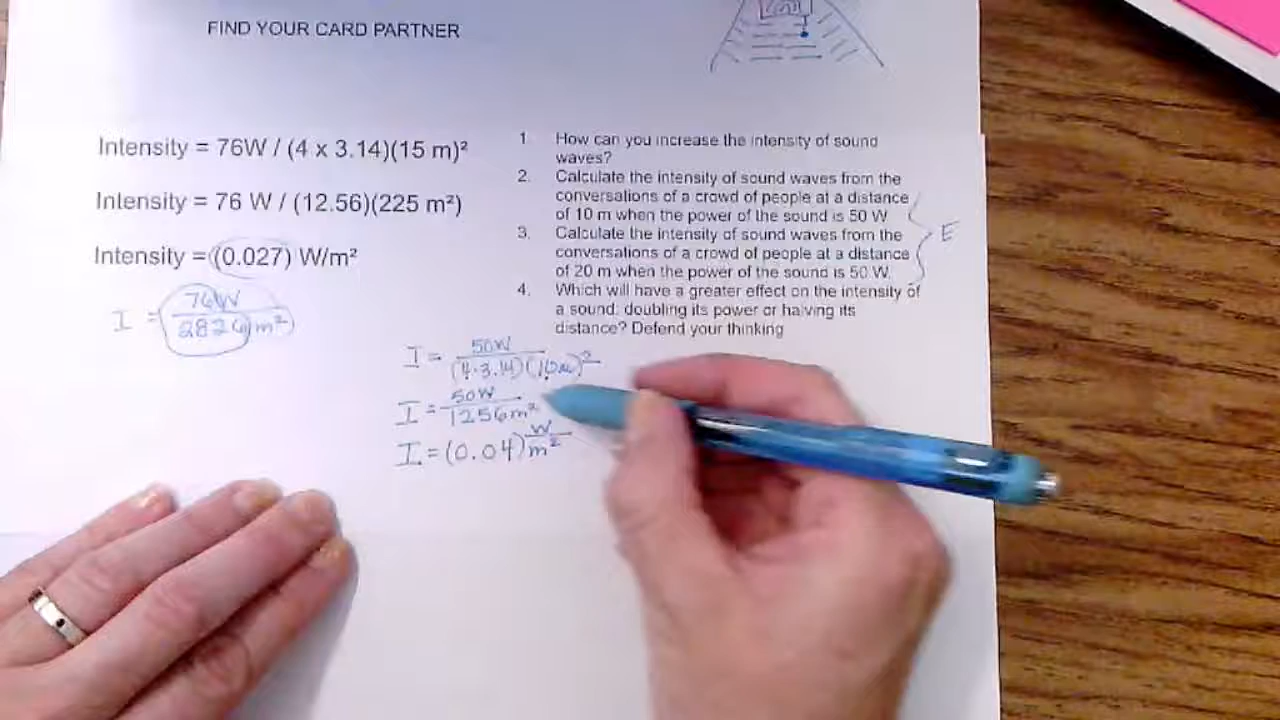 FIND YOUR CARD PARTNER
Intensity = 76W / (4 x 3.14)(15 m)²
Intensity = 76 W / (12.56)(225 m²)
Intensity = (0.027) W/m²
I = 76W
2826 m²
1. How can you increase the intensity of sound
waves?
2. Calculate the intensity of sound waves from the
conversations of a crowd of people at a distance
of 10 m when the power of the sound is 50 W
3. Calculate the intensity of sound waves from the
conversations of a crowd of people at a distance
of 20 m when the power of the sound is 50 W.
4. Which will have a greater effect on the intensity of
a sound: doubling its power or halving its
distance? Defend your thinking
E
I = 50W
(4·3.14)(10m)²
I = 50W
1256m²
I = (0.04) W
m²